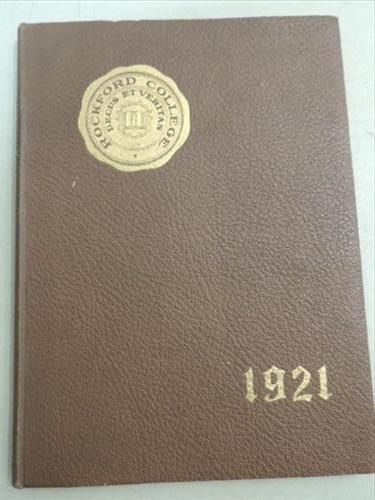 ROCKFORD COLLEGE
DECUS ET VERITAS
1921